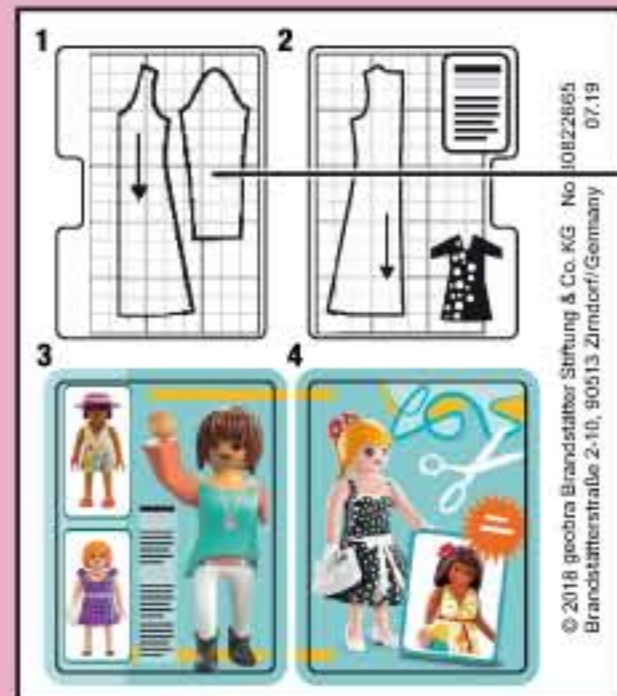 1
2
3
4
© 2018 geobra Brandstätter Stiftung & Co. KG No 30822665
Brandstätterstraße 2-10, 90513 Zirndorf/Germany 07.19